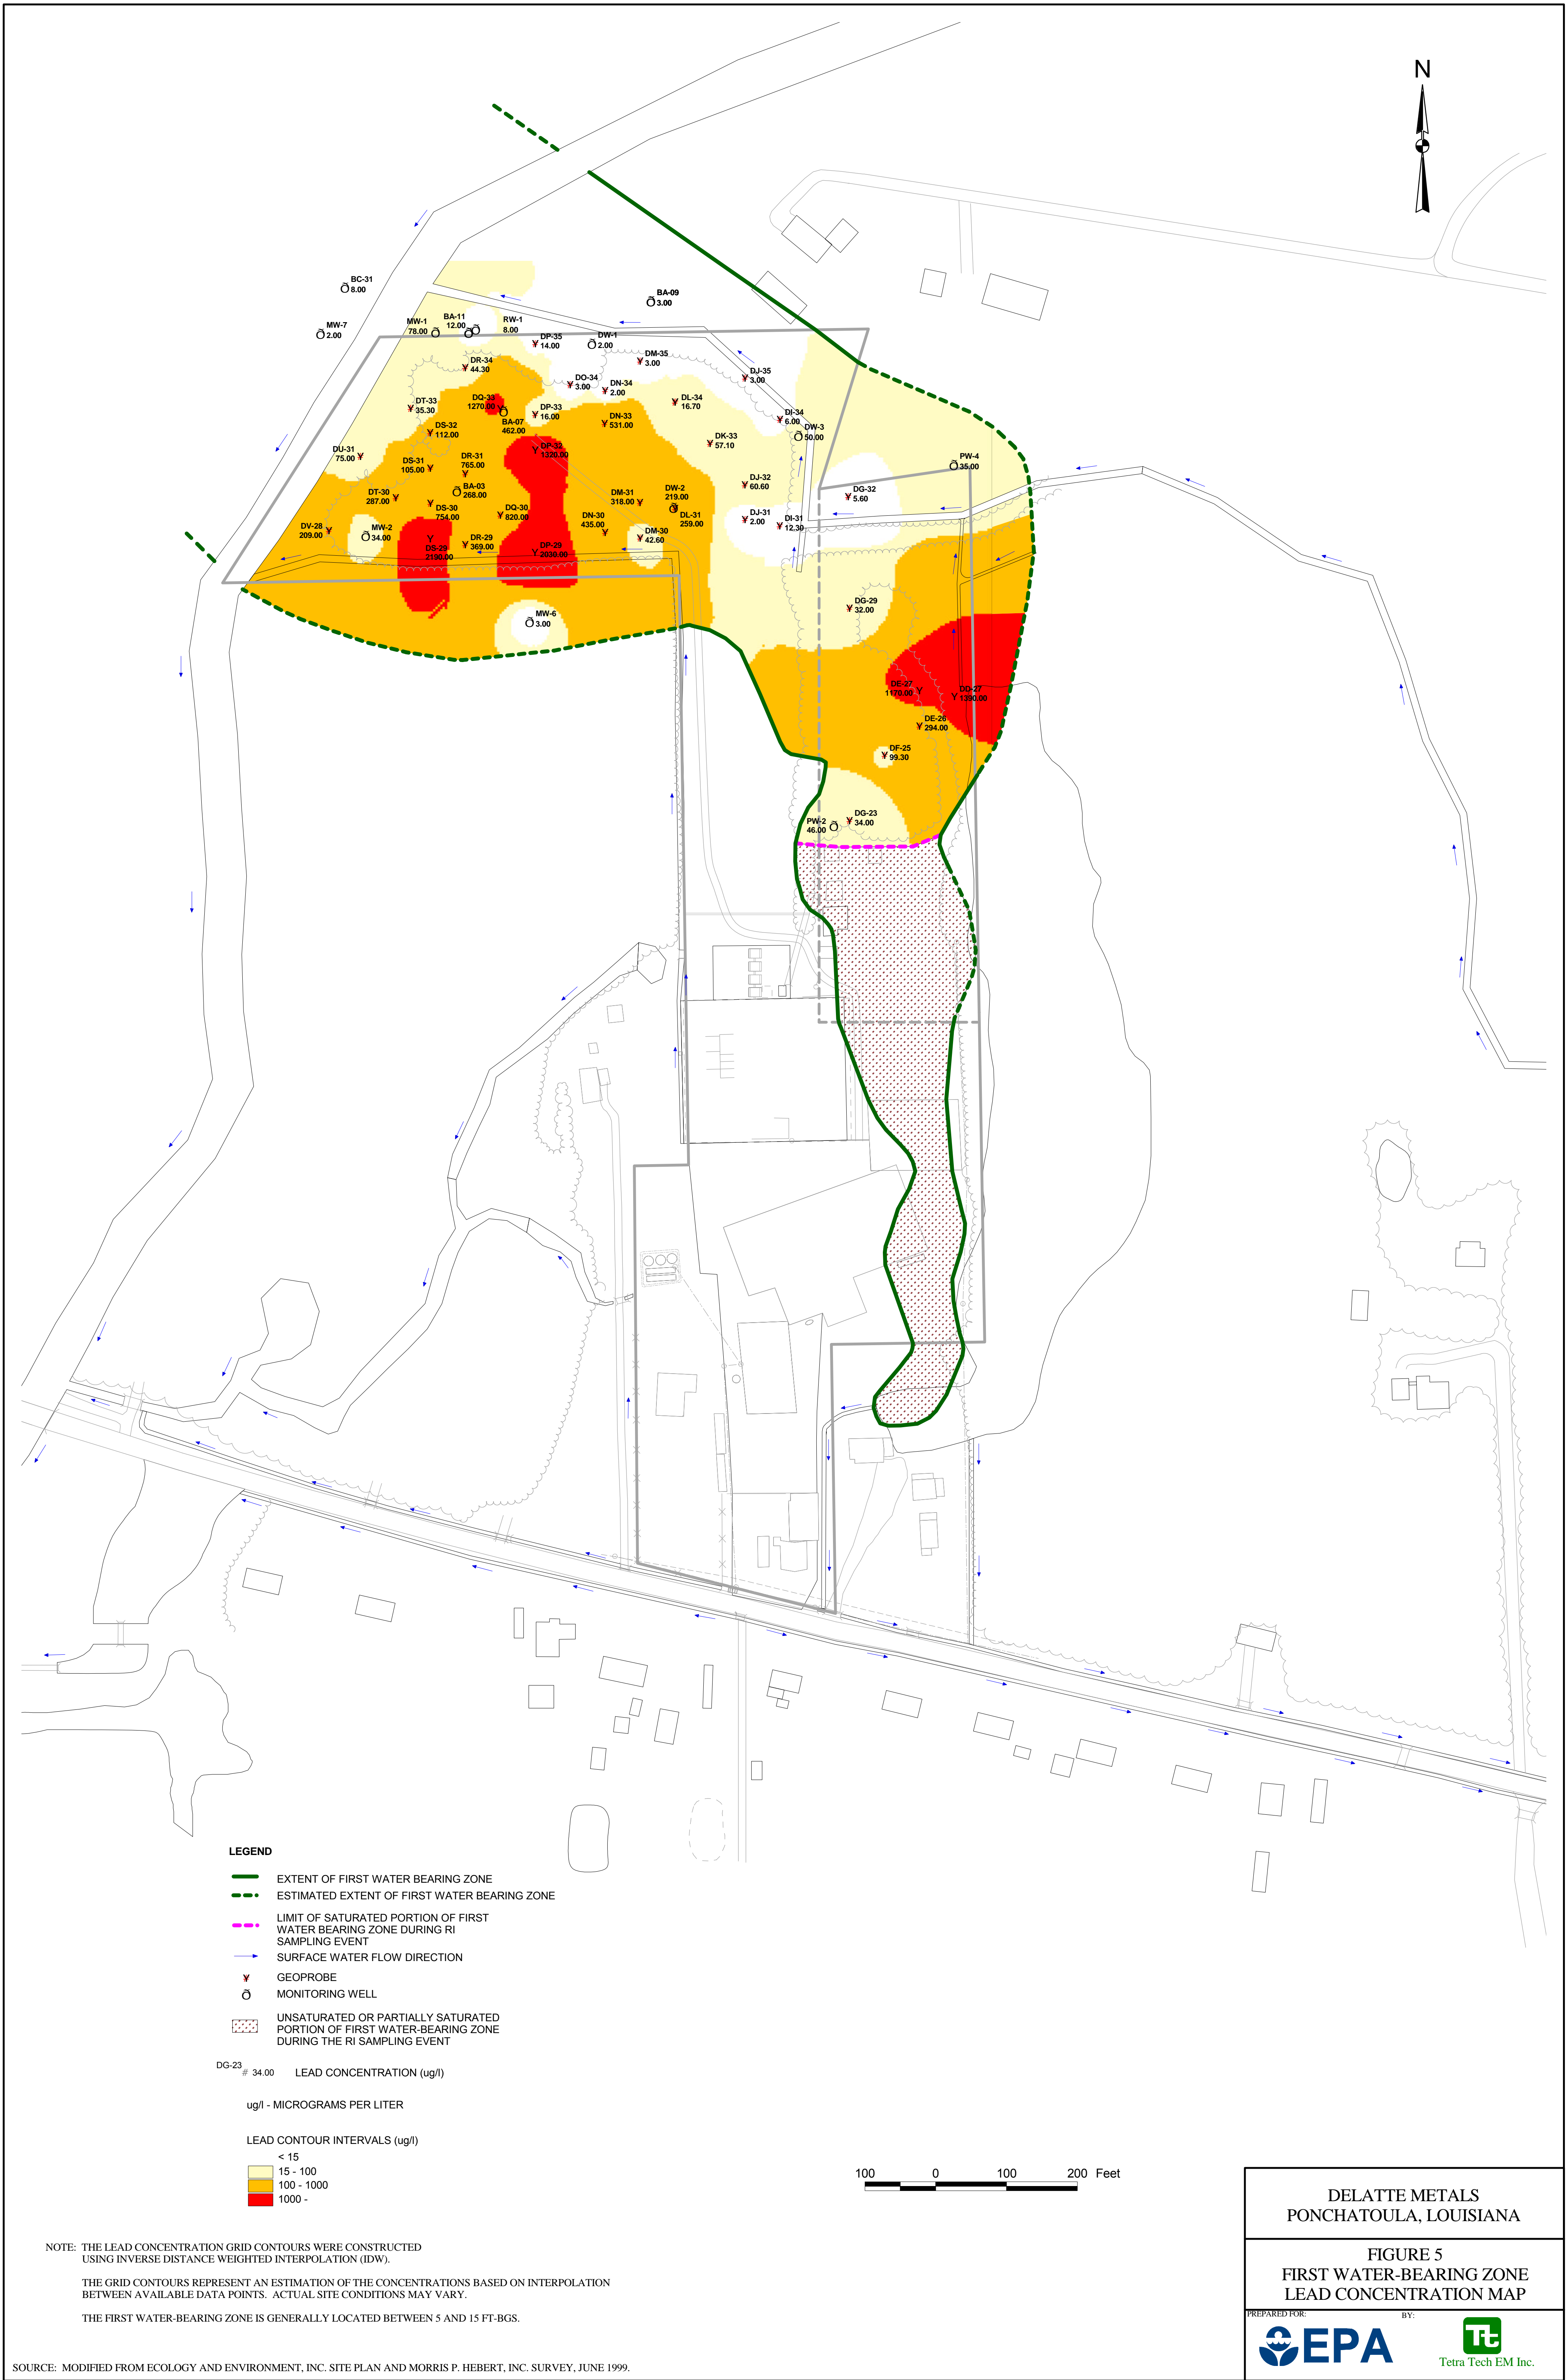 N
BC-31
8.00
BA-09
3.00
MW-7
2.00
MW-1
78.00
BA-11
12.00
RW-1
8.00
DP-35
14.00
DW-1
2.00
DM-35
3.00
DR-34
44.30
DO-34
3.00
DN-34
2.00
DJ-35
3.00
DL-34
16.70
DT-33
35.30
DQ-33
1270.00
BA-07
462.00
DP-33
16.00
DN-33
531.00
DI-34
6.00
DW-3
50.00
DS-32
112.00
DK-33
57.10
DU-31
75.00
DS-31
105.00
DR-31
765.00
DP-32
1320.00
PW-4
35.00
DT-30
287.00
BA-03
268.00
DM-31
318.00
DW-2
219.00
DJ-32
60.60
DG-32
5.60
DS-30
754.00
DQ-30
820.00
DN-30
435.00
DL-31
259.00
DJ-31
2.00
DI-31
12.30
DV-28
209.00
MW-2
34.00
DM-30
42.60
DS-29
2190.00
DR-29
369.00
DP-29
2030.00
MW-6
3.00
DG-29
32.00
DE-27
1170.00
DD-27
1390.00
DE-26
294.00
DF-25
99.30
PW-2
46.00
DG-23
34.00
LEGEND
EXTENT OF FIRST WATER BEARING ZONE
ESTIMATED EXTENT OF FIRST WATER BEARING ZONE
LIMIT OF SATURATED PORTION OF FIRST
WATER BEARING ZONE DURING RI
SAMPLING EVENT
SURFACE WATER FLOW DIRECTION
¥ GEOPROBE
ð MONITORING WELL
UNSATURATED OR PARTIALLY SATURATED
PORTION OF FIRST WATER-BEARING ZONE
DURING THE RI SAMPLING EVENT
DG-23 # 34.00 LEAD CONCENTRATION (ug/l)
ug/l - MICROGRAMS PER LITER
LEAD CONTOUR INTERVALS (ug/l)
< 15
15 - 100
100 - 1000
1000 -
100 0 100 200 Feet
NOTE: THE LEAD CONCENTRATION GRID CONTOURS WERE CONSTRUCTED
USING INVERSE DISTANCE WEIGHTED INTERPOLATION (IDW).
THE GRID CONTOURS REPRESENT AN ESTIMATION OF THE CONCENTRATIONS BASED ON INTERPOLATION
BETWEEN AVAILABLE DATA POINTS. ACTUAL SITE CONDITIONS MAY VARY.
THE FIRST WATER-BEARING ZONE IS GENERALLY LOCATED BETWEEN 5 AND 15 FT-BGS.
SOURCE: MODIFIED FROM ECOLOGY AND ENVIRONMENT, INC. SITE PLAN AND MORRIS P. HEBERT, INC. SURVEY, JUNE 1999.
DELATTE METALS
PONCHATOULA, LOUISIANA
FIGURE 5
FIRST WATER-BEARING ZONE
LEAD CONCENTRATION MAP
PREPARED FOR: BY:
EPA
Tt
Tetra Tech EM Inc.